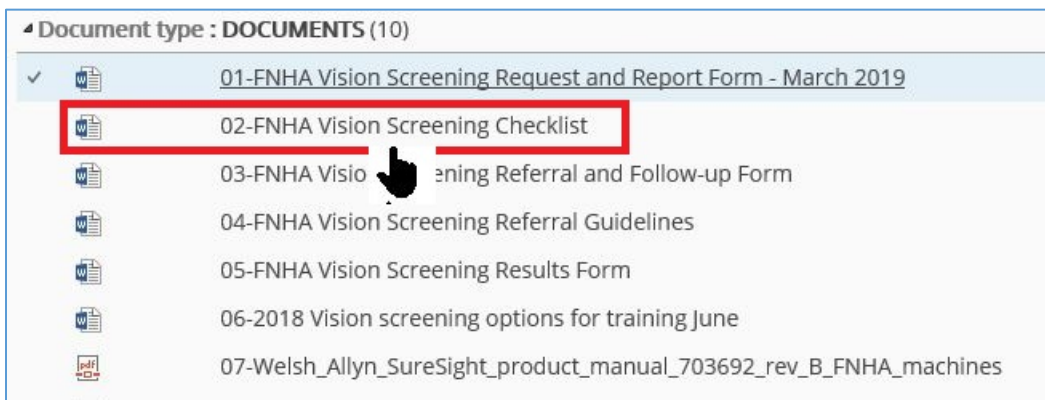 Document type : DOCUMENTS (10)
01-FNHA Vision Screening Request and Report Form - March 2019
02-FNHA Vision Screening Checklist
03-FNHA Visio ening Referral and Follow-up Form
04-FNHA Vision Screening Referral Guidelines
05-FNHA Vision Screening Results Form
06-2018 Vision screening options for training June
07-Welsh_Allyn_SureSight_product_manual_703692_rev_B_FNHA_machines